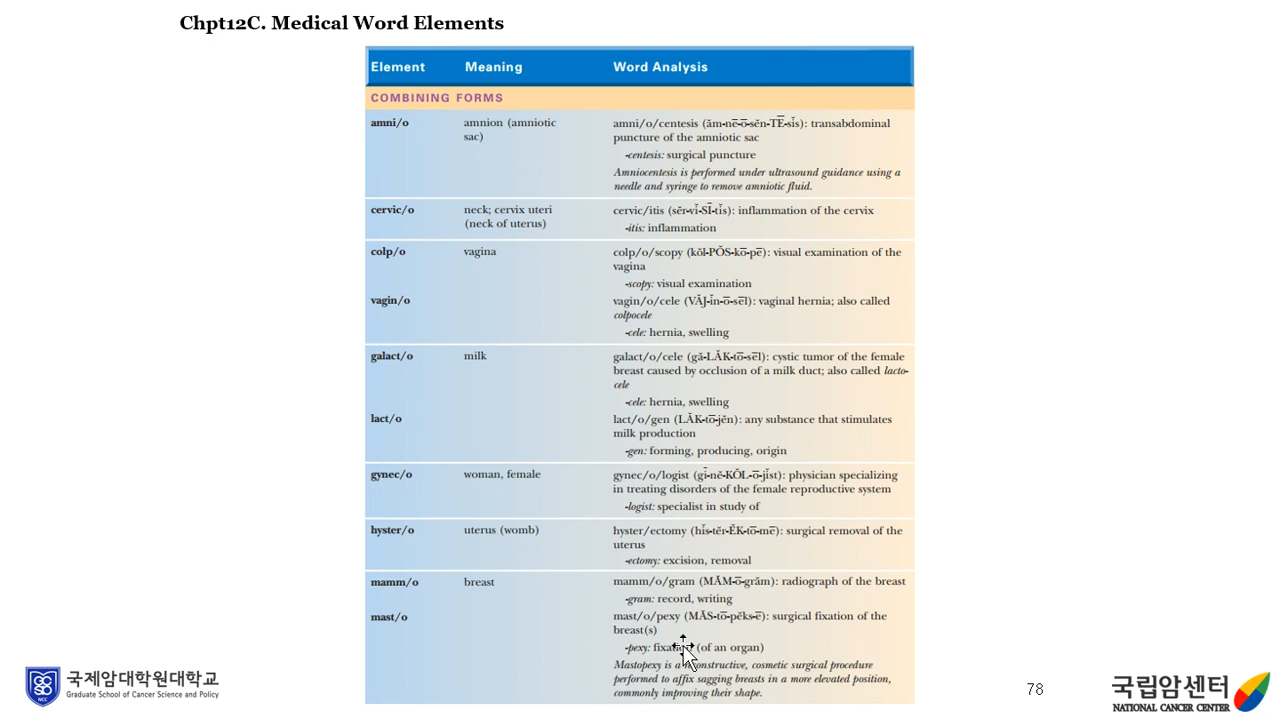 Chpt12C. Medical Word Elements
Element Meaning Word Analysis
COMBINING FORMS
amni/o amnion (amniotic sac) amni/o/centesis (ăm-nē-ō-sĕn-TĒ-sĭs): transabdominal
puncture of the amniotic sac
-centesis: surgical puncture
Amniocentesis is performed under ultrasound guidance using a
needle and syringe to remove amniotic fluid.
cervic/o neck; cervix uteri (neck of uterus) cervic/itis (sĕr-vĭ-SĪ-tĭs): inflammation of the cervix
-itis: inflammation
colp/o vagina colp/o/scopy (kŏl-PŎS-kō-pē): visual examination of the
vagina
-scopy: visual examination
vagin/o vagin/o/cele (VĂJ-ĭn-ō-sēl): vaginal hernia; also called
colpocele
-cele: hernia, swelling
galact/o milk galact/o/cele (gă-LĂK-tō-sēl): cystic tumor of the female
breast caused by occlusion of a milk duct; also called lacto-
cele
-cele: hernia, swelling
lact/o lact/o/gen (LĂK-tō-jĕn): any substance that stimulates
milk production
-gen: forming, producing, origin
gynec/o woman, female gynec/o/logist (gī-nĕ-KŎL-ō-jĭst): physician specializing
in treating disorders of the female reproductive system
-logist: specialist in study of
hyster/o uterus (womb) hyster/ectomy (hĭs-tĕr-ĔK-tō-mē): surgical removal of the
uterus
-ectomy: excision, removal
mamm/o breast mamm/o/gram (MĂM-ō-grăm): radiograph of the breast
-gram: record, writing
mast/o mast/o/pexy (MĂS-tō-pĕks-ē): surgical fixation of the
breast(s)
-pexy: fixation (of an organ)
Mastopexy is a reconstructive, cosmetic surgical procedure
performed to affix sagging breasts in a more elevated position,
commonly improving their shape.
NCC
국제암대학원대학교
Graduate School of Cancer Science and Policy
78
국립암센터
NATIONAL CANCER CENTER